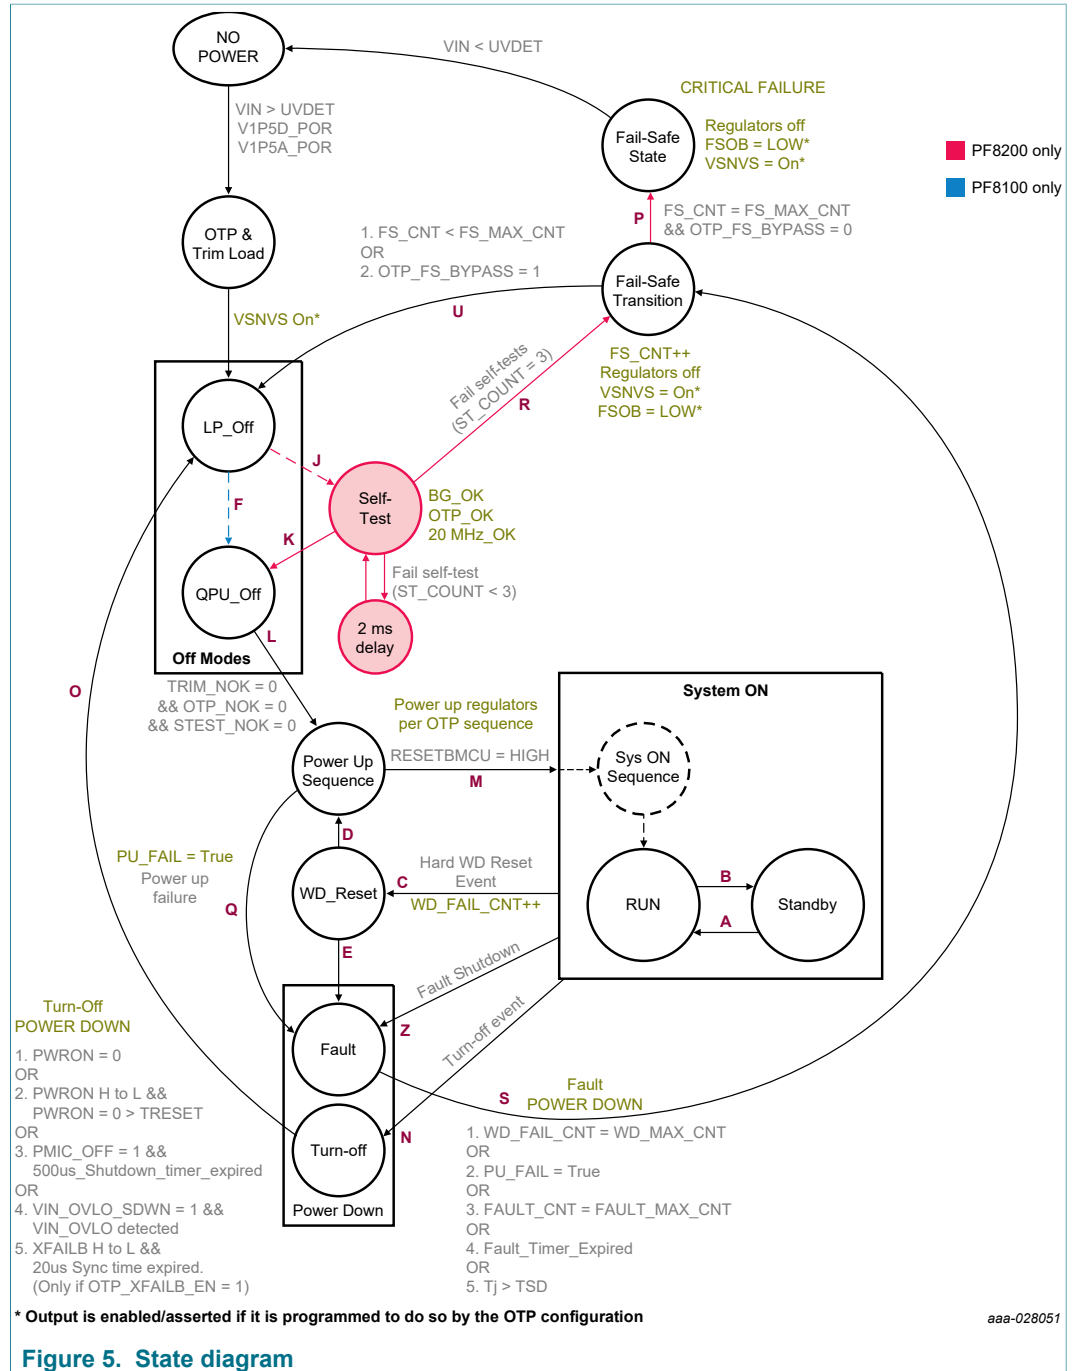 NO
POWER
VIN < UVDET
VIN > UVDET
V1P5D_POR
V1P5A_POR
CRITICAL FAILURE
Fail-Safe
State
Regulators off
FSOB = LOW*
VSNVS = On*
PF8200 only
PF8100 only
P
FS_CNT = FS_MAX_CNT
&& OTP_FS_BYPASS = 0
OTP &
Trim Load
1. FS_CNT < FS_MAX_CNT
OR
2. OTP_FS_BYPASS = 1
Fail-Safe
Transition
VSNVS On*
U
FS_CNT++
Regulators off
VSNVS = On*
FSOB = LOW*
Fail self-tests
(ST_COUNT = 3)
R
LP_Off
J
F
Self-
Test
BG_OK
OTP_OK
20 MHz_OK
K
QPU_Off
Fail self-test
(ST_COUNT < 3)
2 ms
delay
L
Off Modes
O
TRIM_NOK = 0
&& OTP_NOK = 0
&& STEST_NOK = 0
Power up regulators
per OTP sequence
System ON
Power Up
Sequence
RESETBMCU = HIGH
M
Sys ON
Sequence
D
PU_FAIL = True
Power up
failure
Q
WD_Reset
C
Hard WD Reset
Event
WD_FAIL_CNT++
RUN
B
A
Standby
E
Fault Shutdown
Z
Turn-off event
Fault
Turn-off
N
Power Down
S
Turn-Off
POWER DOWN
1. PWRON = 0
OR
2. PWRON H to L &&
PWRON = 0 > TRESET
OR
3. PMIC_OFF = 1 &&
500us_Shutdown_timer_expired
OR
4. VIN_OVLO_SDWN = 1 &&
VIN_OVLO detected
5. XFAILB H to L &&
20us Sync time expired.
(Only if OTP_XFAILB_EN = 1)
Fault
POWER DOWN
1. WD_FAIL_CNT = WD_MAX_CNT
OR
2. PU_FAIL = True
OR
3. FAULT_CNT = FAULT_MAX_CNT
OR
4. Fault_Timer_Expired
OR
5. Tj > TSD
* Output is enabled/asserted if it is programmed to do so by the OTP configuration
aaa-028051
Figure 5. State diagram